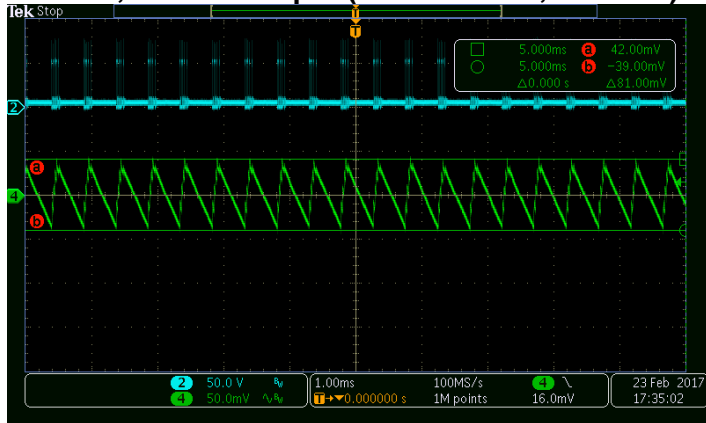 Tek Stop
T
T
5.000ms a 42.00mV
5.000ms b −39.00mV
Δ0.000 s Δ81.00mV
2
a
4
b
2 50.0 V BW
4 50.0mV ∿BW
1.00ms 100MS/s 4 \
T→▼0.000000 s 1M points 16.0mV
23 Feb 2017
17:35:02